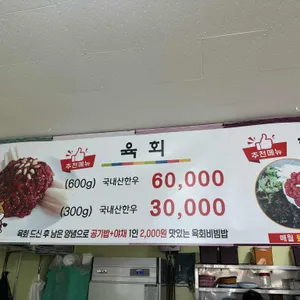 추천메뉴
육 회
추천메뉴
(600g) 국내산한우 60,000
(300g) 국내산한우 30,000
육회 드신 후 남은 양념으로 공기밥+야채 1인 2,000원 맛있는 육회비빔밥
매월